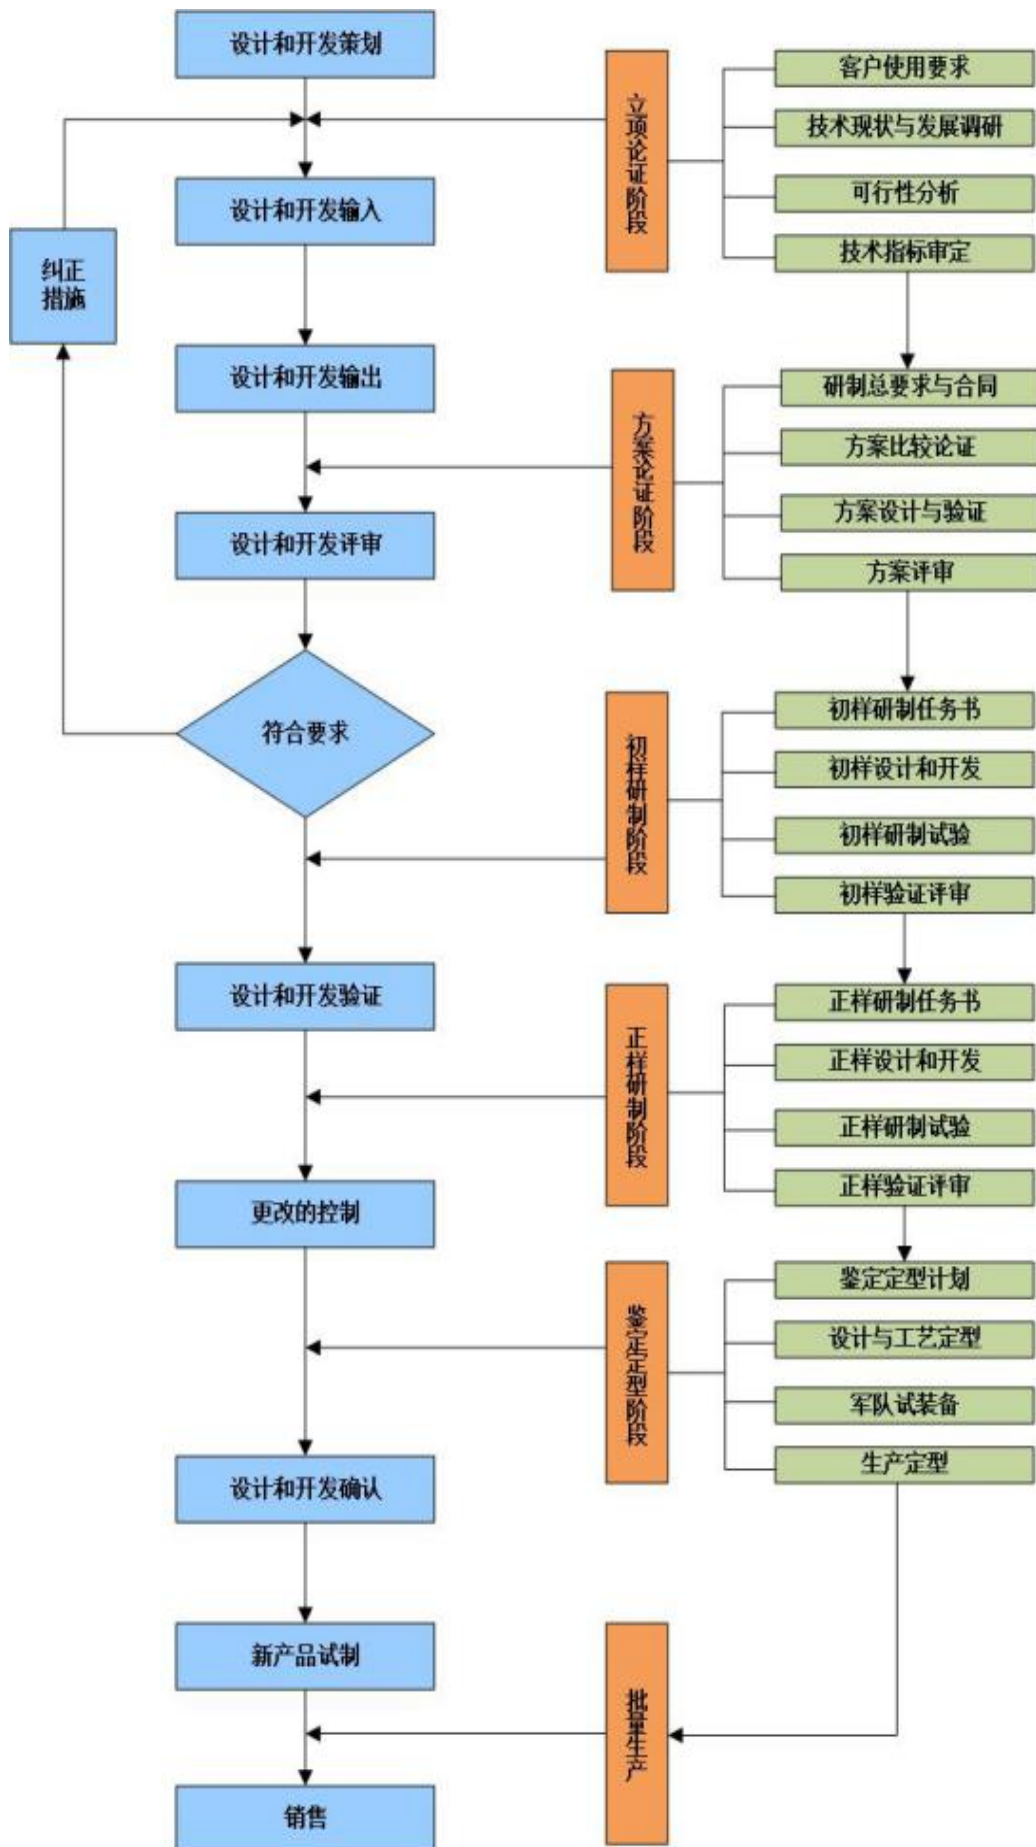 设计和开发策划
设计和开发输入
纠正
措施
设计和开发输出
设计和开发评审
符合要求
设计和开发验证
更改的控制
设计和开发确认
新产品试制
销售
立项论证阶段
方案论证阶段
初样研制阶段
正样研制阶段
鉴定定型阶段
批量生产
客户使用要求
技术现状与发展调研
可行性分析
技术指标审定
研制总要求与合同
方案比较论证
方案设计与验证
方案评审
初样研制任务书
初样设计和开发
初样研制试验
初样验证评审
正样研制任务书
正样设计和开发
正样研制试验
正样验证评审
鉴定定型计划
设计与工艺定型
军队试装备
生产定型